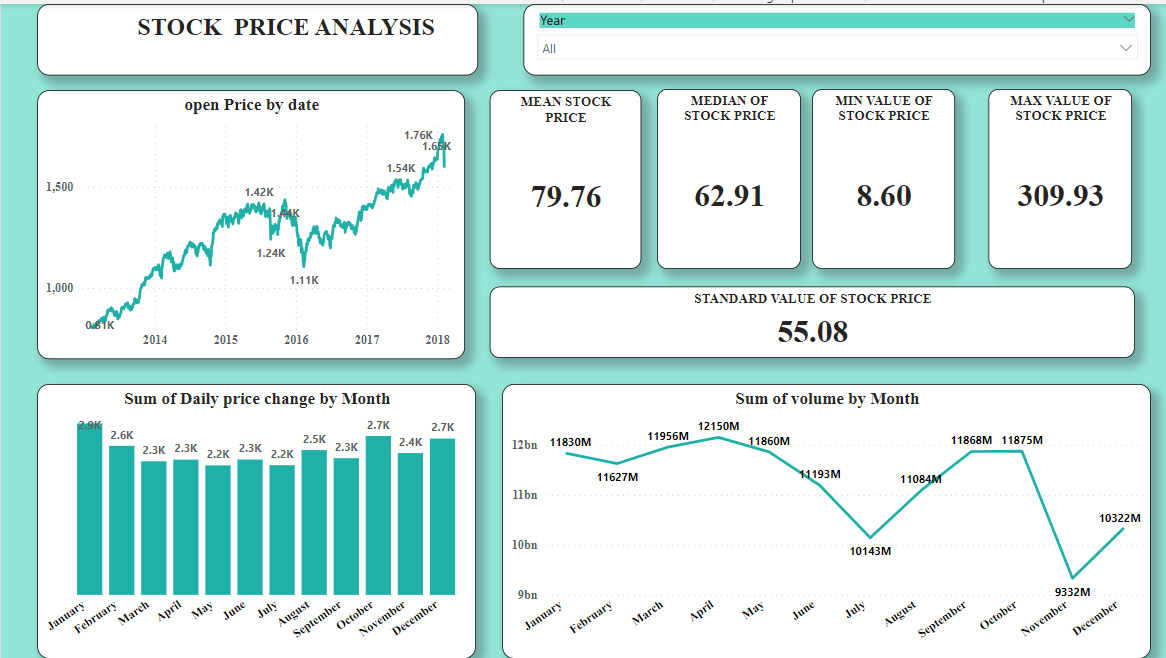 STOCK PRICE ANALYSIS
Year
All
open Price by date
1.76K
1.65K
1.54K
1,500
1.42K
1.44K
1.24K
1.11K
1,000
0.81K
2014 2015 2016 2017 2018
MEAN STOCK
PRICE
79.76
MEDIAN OF
STOCK PRICE
62.91
MIN VALUE OF
STOCK PRICE
8.60
MAX VALUE OF
STOCK PRICE
309.93
STANDARD VALUE OF STOCK PRICE
55.08
Sum of Daily price change by Month
2.9K 2.6K 2.3K 2.3K 2.2K 2.3K 2.2K 2.5K 2.3K 2.7K 2.4K 2.7K
January February March April May June July August September October November December
Sum of volume by Month
12bn
11bn
10bn
9bn
11830M 11627M 11956M 12150M 11860M 11193M 10143M 11084M 11868M 11875M 9332M 10322M
January February March April May June July August September October November December